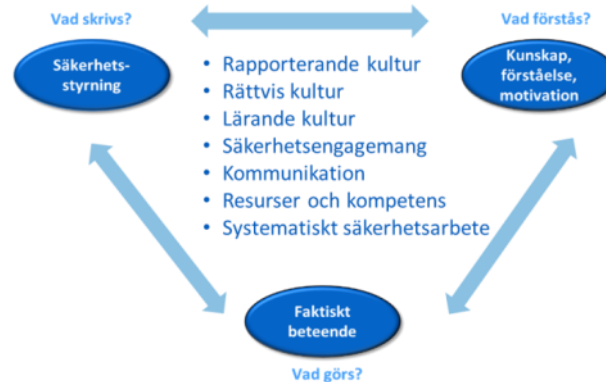 Vad skrivs?
Vad förstås?
Säkerhets-
styrning
Kunskap,
förståelse,
motivation
• Rapporterande kultur
• Rättvis kultur
• Lärande kultur
• Säkerhetsengagemang
• Kommunikation
• Resurser och kompetens
• Systematiskt säkerhetsarbete
Faktiskt
beteende
Vad görs?